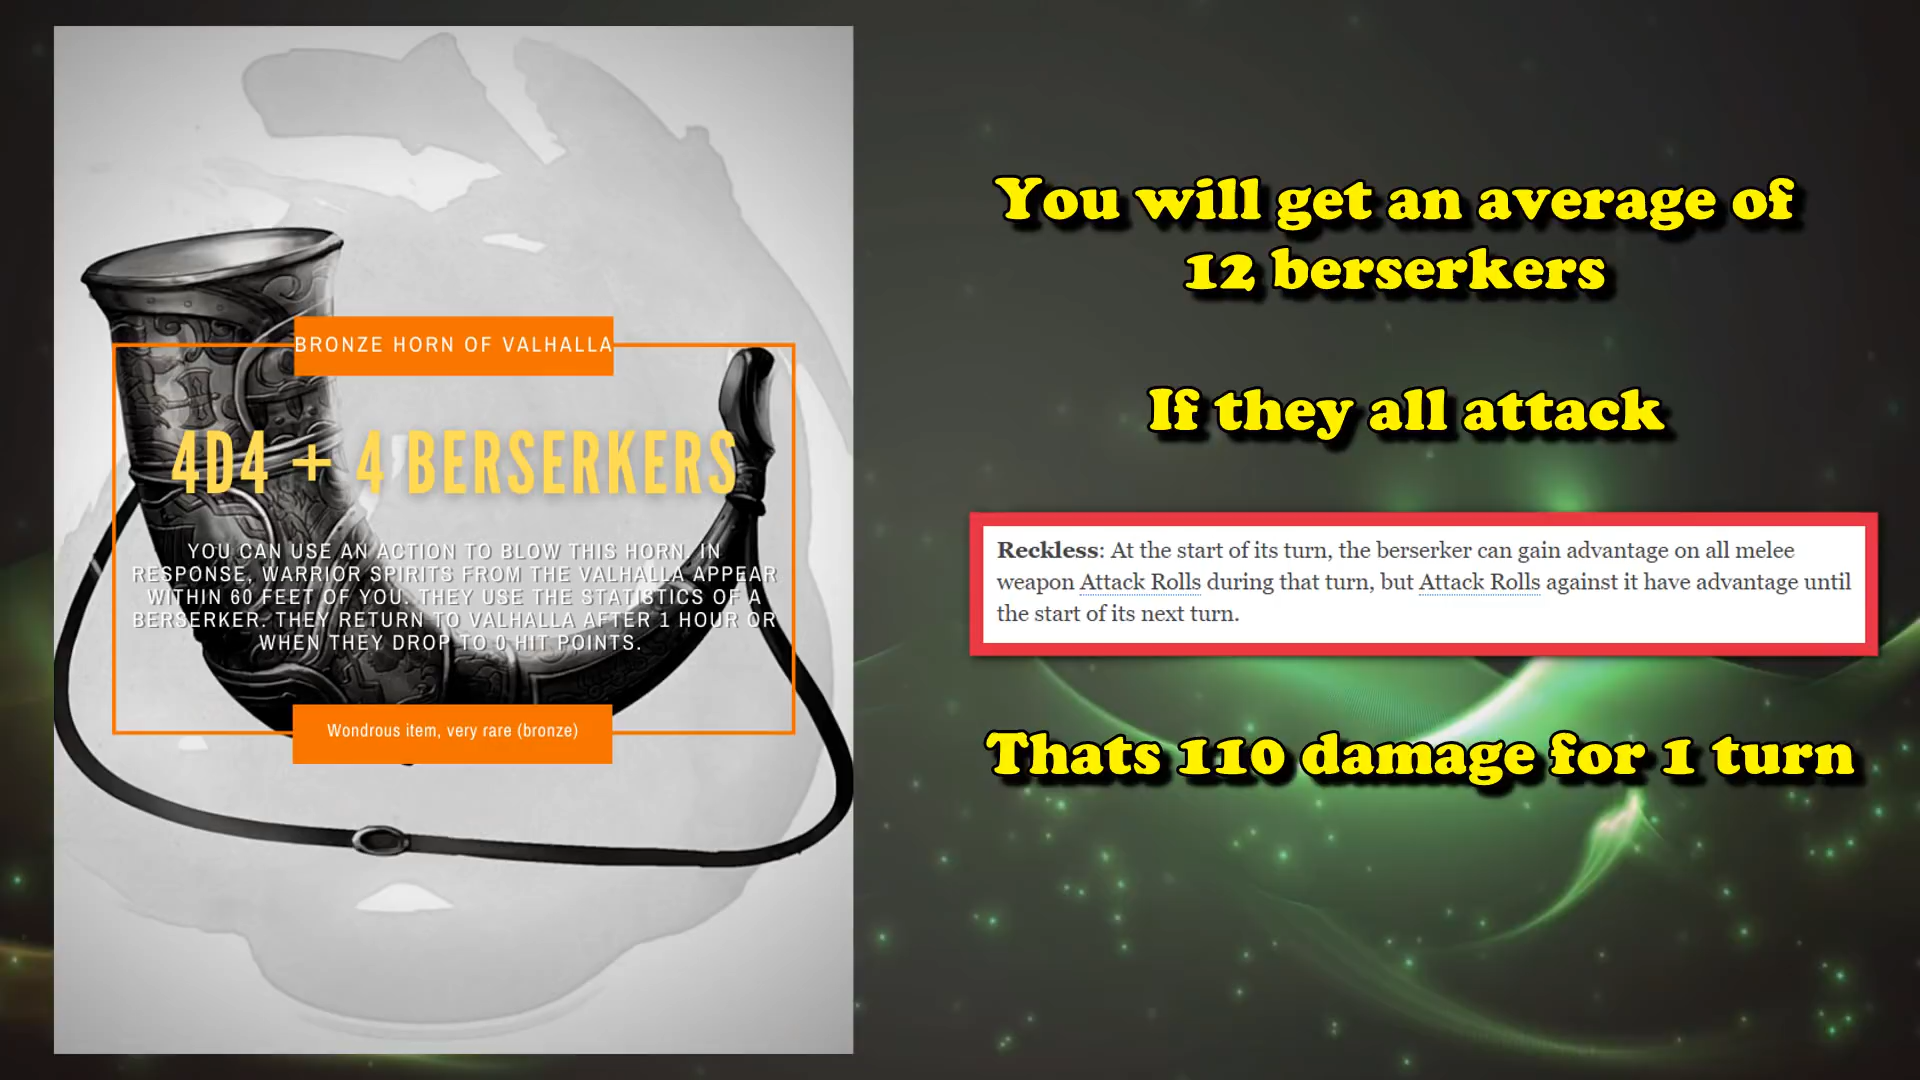 BRONZE HORN OF VALHALLA
4D4 + 4 BERSERKERS
YOU CAN USE AN ACTION TO BLOW THIS HORN. IN
RESPONSE, WARRIOR SPIRITS FROM THE VALHALLA APPEAR
WITHIN 60 FEET OF YOU. THEY USE THE STATISTICS OF A
BERSERKER. THEY RETURN TO VALHALLA AFTER 1 HOUR OR
WHEN THEY DROP TO 0 HIT POINTS.
Wondrous item, very rare (bronze)
You will get an average of
12 berserkers
If they all attack
Reckless: At the start of its turn, the berserker can gain advantage on all melee
weapon Attack Rolls during that turn, but Attack Rolls against it have advantage until
the start of its next turn.
Thats 110 damage for 1 turn